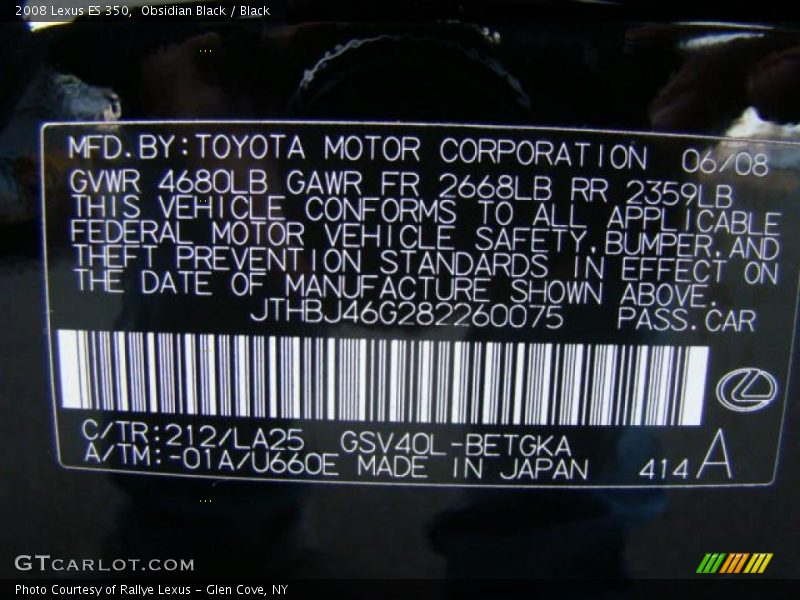 2008 Lexus ES 350,  Obsidian Black / Black
MFD.BY:TOYOTA MOTOR CORPORATION 06/08
GVWR 4680LB GAWR FR 2668LB RR 2359LB
THIS VEHICLE CONFORMS TO ALL APPLICABLE
FEDERAL MOTOR VEHICLE SAFETY,BUMPER,AND
THEFT PREVENTION STANDARDS IN EFFECT ON
THE DATE OF MANUFACTURE SHOWN ABOVE.
JTHBJ46G282260075 PASS.CAR
C/TR:212/LA25 GSV40L-BETGKA
A/TM:-01A/U660E MADE IN JAPAN 414 A
GTCARLOT.COM
Photo Courtesy of Rallye Lexus - Glen Cove, NY